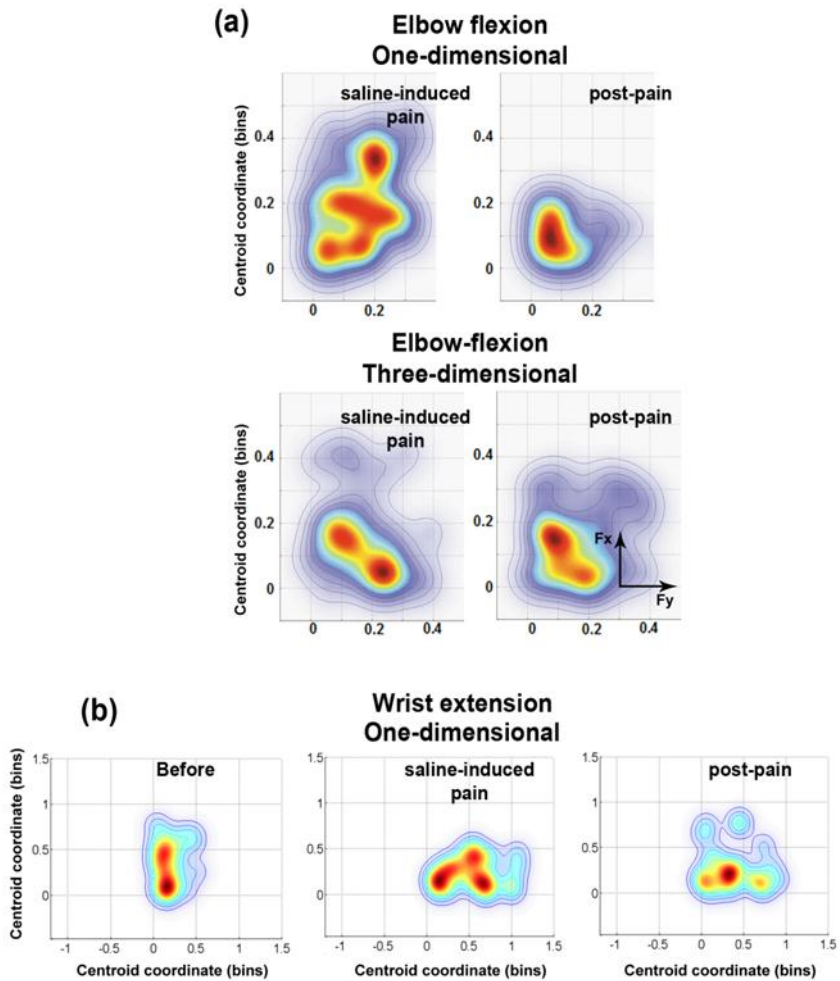 (a)
Elbow flexion
One-dimensional
saline-induced
pain
post-pain
Centroid coordinate (bins)
0.4
0.2
0
0
0.2
0.4
0.2
0
0
0.2
Elbow-flexion
Three-dimensional
saline-induced
pain
post-pain
Centroid coordinate (bins)
0.4
0.2
0
0
0.2
0.4
0.4
0.2
0
0
0.2
0.4
Fx
Fy
(b)
Wrist extension
One-dimensional
Before
saline-induced
pain
post-pain
Centroid coordinate (bins)
1.5
1
0.5
0
-1
-0.5
0
0.5
1
1.5
1.5
1
0.5
0
-1
-0.5
0
0.5
1
1.5
1.5
1
0.5
0
-1
-0.5
0
0.5
1
1.5
Centroid coordinate (bins)
Centroid coordinate (bins)
Centroid coordinate (bins)